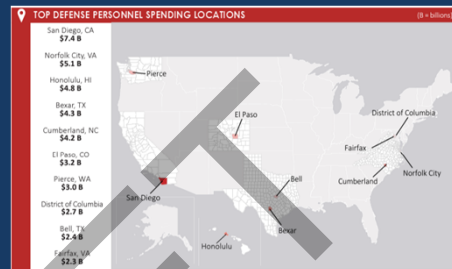 TOP DEFENSE PERSONNEL SPENDING LOCATIONS
(B = billions)
San Diego, CA
$7.4 B
Norfolk City, VA
$5.1 B
Honolulu, HI
$4.8 B
Bexar, TX
$4.3 B
Cumberland, NC
$4.2 B
El Paso, CO
$3.2 B
Pierce, WA
$3.0 B
District of Columbia
$2.7 B
Bell, TX
$2.4 B
Fairfax, VA
$2.3 B
Pierce
El Paso
District of Columbia
Fairfax
Norfolk City
Cumberland
Bell
San Diego
Bexar
Honolulu